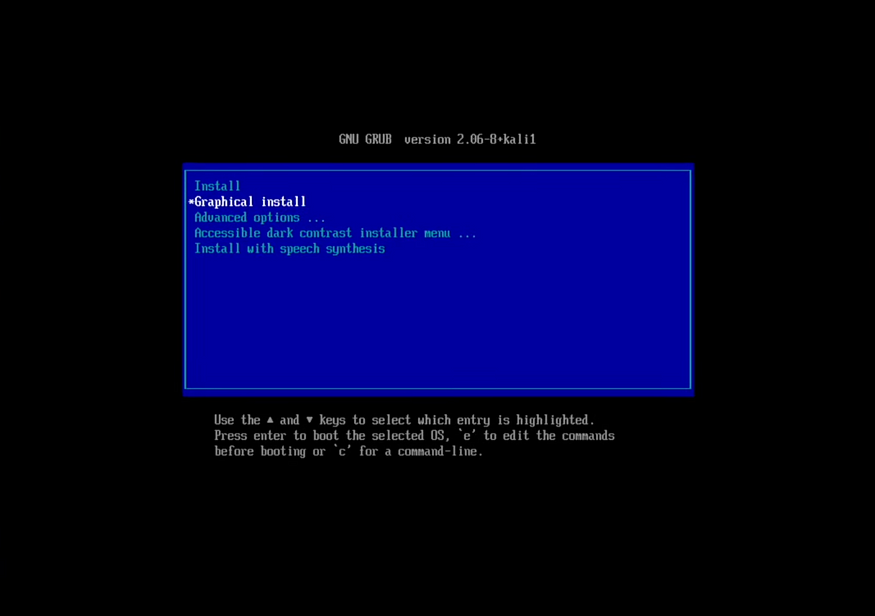 GNU GRUB  version 2.06-8+kali1
Install
*Graphical install
Advanced options ...
Accessible dark contrast installer menu ...
Install with speech synthesis
Use the ▲ and ▼ keys to select which entry is highlighted.
Press enter to boot the selected OS, `e' to edit the commands
before booting or `c' for a command-line.